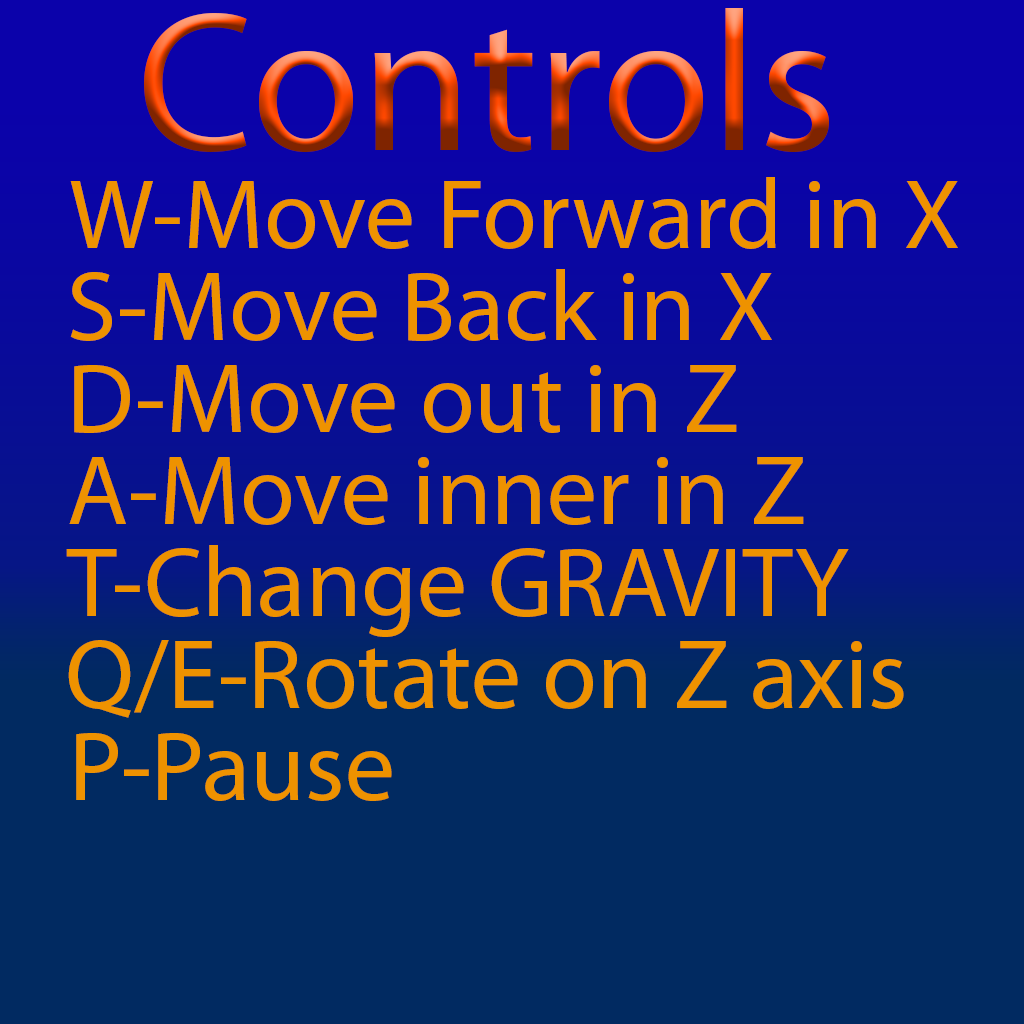 Controls
W-Move Forward in X
S-Move Back in X
D-Move out in Z
A-Move inner in Z
T-Change GRAVITY
Q/E-Rotate on Z axis
P-Pause